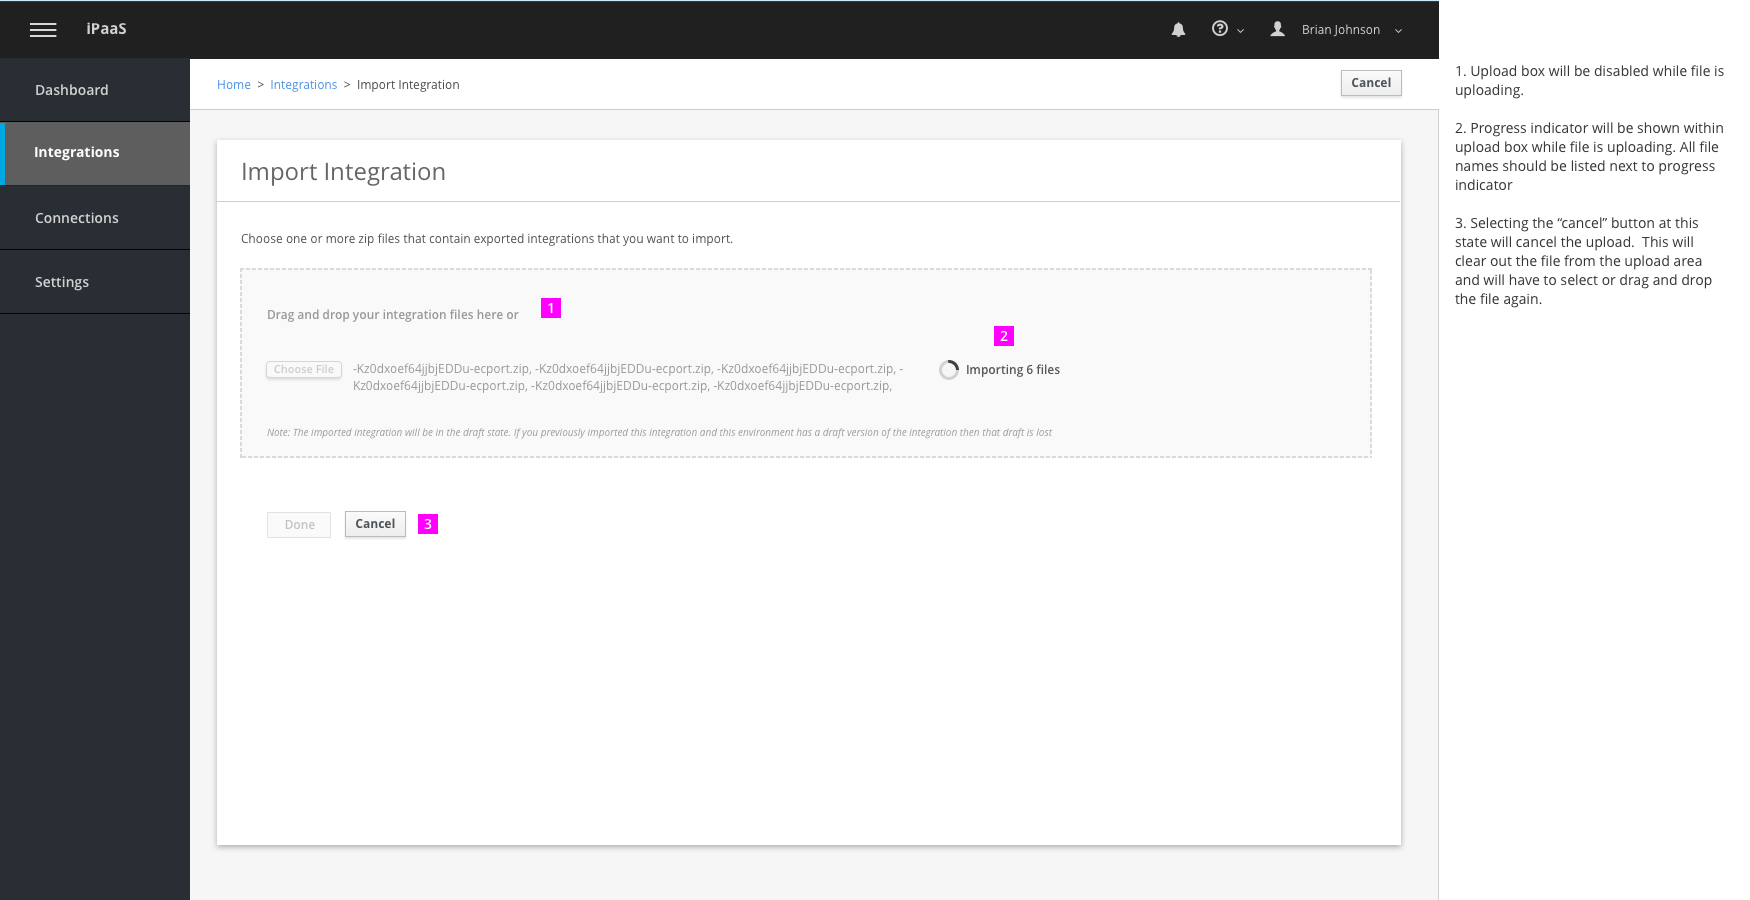 iPaaS
Brian Johnson
Dashboard
Integrations
Connections
Settings
Home > Integrations > Import Integration
Cancel
Import Integration
Choose one or more zip files that contain exported integrations that you want to import.
Drag and drop your integration files here or
1
2
Choose File
-Kz0dxoef64jjbjEDDu-ecport.zip, -Kz0dxoef64jjbjEDDu-ecport.zip, -Kz0dxoef64jjbjEDDu-ecport.zip, -
Kz0dxoef64jjbjEDDu-ecport.zip, -Kz0dxoef64jjbjEDDu-ecport.zip, -Kz0dxoef64jjbjEDDu-ecport.zip,
Importing 6 files
Note: The imported integration will be in the draft state. If you previously imported this integration and this environment has a draft version of the integration then that draft is lost
Done
Cancel
3
1. Upload box will be disabled while file is
uploading.
2. Progress indicator will be shown within
upload box while file is uploading. All file
names should be listed next to progress
indicator
3. Selecting the “cancel” button at this
state will cancel the upload.  This will
clear out the file from the upload area
and will have to select or drag and drop
the file again.